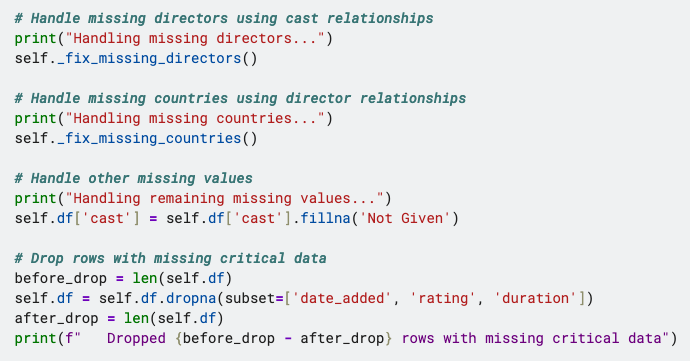 # Handle missing directors using cast relationships
print("Handling missing directors...")
self._fix_missing_directors()

# Handle missing countries using director relationships
print("Handling missing countries...")
self._fix_missing_countries()

# Handle other missing values
print("Handling remaining missing values...")
self.df['cast'] = self.df['cast'].fillna('Not Given')

# Drop rows with missing critical data
before_drop = len(self.df)
self.df = self.df.dropna(subset=['date_added', 'rating', 'duration'])
after_drop = len(self.df)
print(f"   Dropped {before_drop - after_drop} rows with missing critical data")